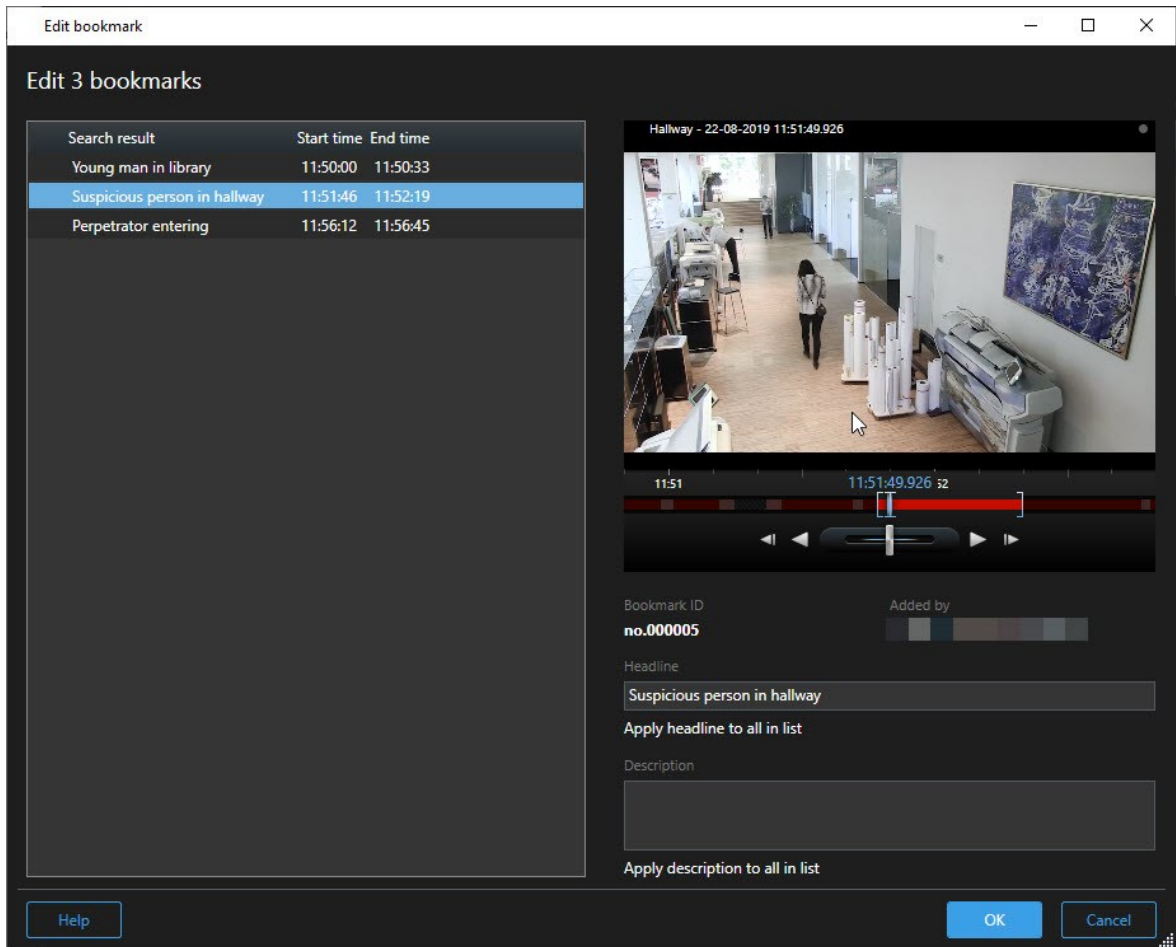 Edit bookmark
Edit 3 bookmarks
Search result Start time End time
Young man in library 11:50:00 11:50:33
Suspicious person in hallway 11:51:46 11:52:19
Perpetrator entering 11:56:12 11:56:45
Hallway - 22-08-2019 11:51:49.926
11:51 11:51:49.926 52
Bookmark ID Added by
no.000005
Headline
Suspicious person in hallway
Apply headline to all in list
Description
Apply description to all in list
Help OK Cancel